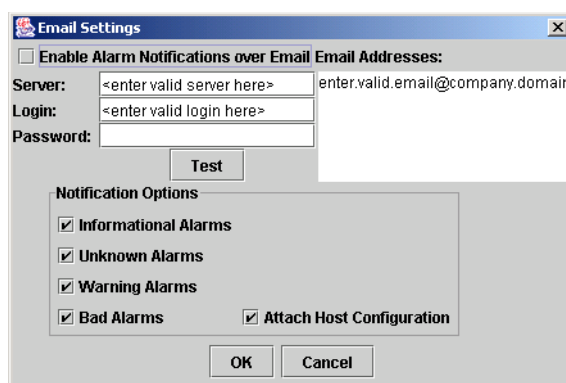 Email Settings
Enable Alarm Notifications over Email Email Addresses:
Server: <enter valid server here> enter.valid.email@company.domain
Login: <enter valid login here>
Password:
Test
Notification Options
Informational Alarms
Unknown Alarms
Warning Alarms
Bad Alarms Attach Host Configuration
OK Cancel